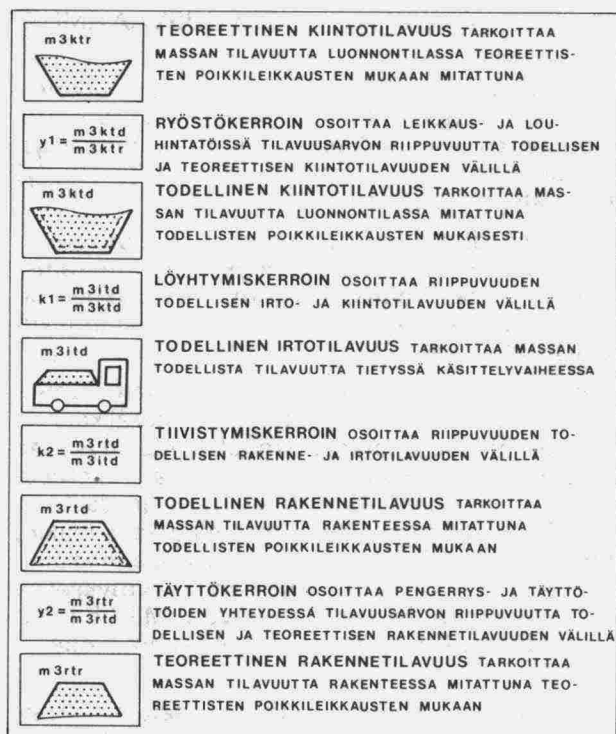 m3ktr
TEOREETTINEN KIINTOTILAVUUS TARKOITTAA
MASSAN TILAVUUTTA LUONNONTILASSA TEOREETTIS-
TEN POIKKILEIKKAUSTEN MUKAAN MITATTUNA
y1 = m3ktd / m3ktr
RYÖSTÖKERROIN OSOITTAA LEIKKAUS- JA LOU-
HINTATÖISSÄ TILAVUUSARVON RIIPPUVUUTTA TODELLISEN
JA TEOREETTISEN KIINTOTILAVUUDEN VÄLILLÄ
m3ktd
TODELLINEN KIINTOTILAVUUS TARKOITTAA MAS-
SAN TILAVUUTTA LUONNONTILASSA MITATTUNA
TODELLISTEN POIKKILEIKKAUSTEN MUKAISESTI
k1 = m3itd / m3ktd
LÖYHTYMISKERROIN OSOITTAA RIIPPUVUUDEN
TODELLISEN IRTO- JA KIINTOTILAVUUDEN VÄLILLÄ
m3itd
TODELLINEN IRTOTILAVUUS TARKOITTAA MASSAN
TODELLISTA TILAVUUTTA TIETYSSÄ KÄSITTELYVAIHEESSA
k2 = m3rtd / m3itd
TIIVISTYMISKERROIN OSOITTAA RIIPPUVUUDEN TO-
DELLISEN RAKENNE- JA IRTOTILAVUUDEN VÄLILLÄ
m3rtd
TODELLINEN RAKENNETILAVUUS TARKOITTAA
MASSAN TILAVUUTTA RAKENTEESSA MITATTUNA
TODELLISTEN POIKKILEIKKAUSTEN MUKAAN
y2 = m3rtr / m3rtd
TÄYTTÖKERROIN OSOITTAA PENGERRYS- JA TÄYTTÖ-
TÖIDEN YHTEYDESSÄ TILAVUUSARVON RIIPPUVUUTTA TO-
DELLISEN JA TEOREETTISEN RAKENNETILAVUUDEN VÄLILLÄ
m3rtr
TEOREETTINEN RAKENNETILAVUUS TARKOITTAA
MASSAN TILAVUUTTA RAKENTEESSA MITATTUNA TEO-
REETTISTEN POIKKILEIKKAUSTEN MUKAAN